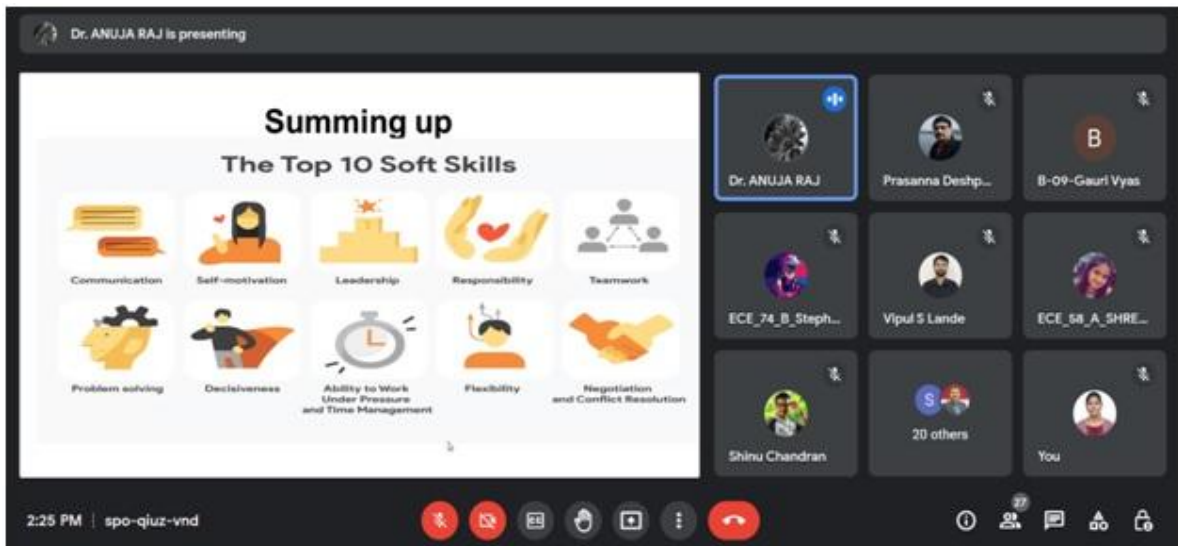 Dr. ANUJA RAJ is presenting
Summing up
The Top 10 Soft Skills
Communication
Self-motivation
Leadership
Responsibility
Teamwork
Problem solving
Decisiveness
Ability to Work
Under Pressure
and Time Management
Flexibility
Negotiation
and Conflict Resolution
Dr. ANUJA RAJ
Prasanna Deshp...
B
B-09-Gauri Vyas
ECE_74_B_Steph...
Vipul S Lande
ECE_58_A_SHRE...
Shinu Chandran
S
20 others
You
2:25 PM | spo-qiuz-vnd
CC
27